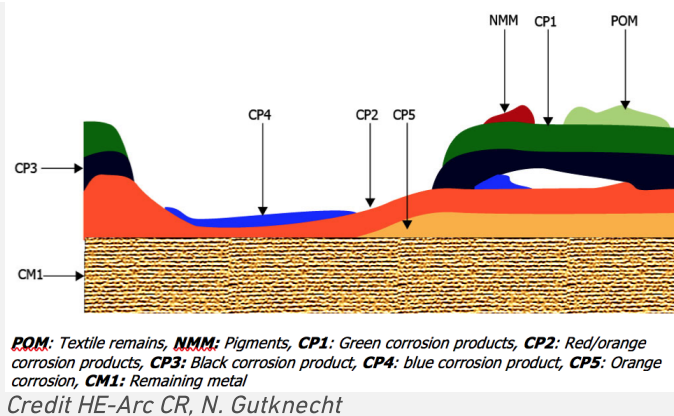 NMM CP1 POM
CP4 CP2 CP5
CP3
CM1
POM: Textile remains, NMM: Pigments, CP1: Green corrosion products, CP2: Red/orange
corrosion products, CP3: Black corrosion product, CP4: blue corrosion product, CP5: Orange
corrosion, CM1: Remaining metal
Credit HE-Arc CR, N. Gutknecht